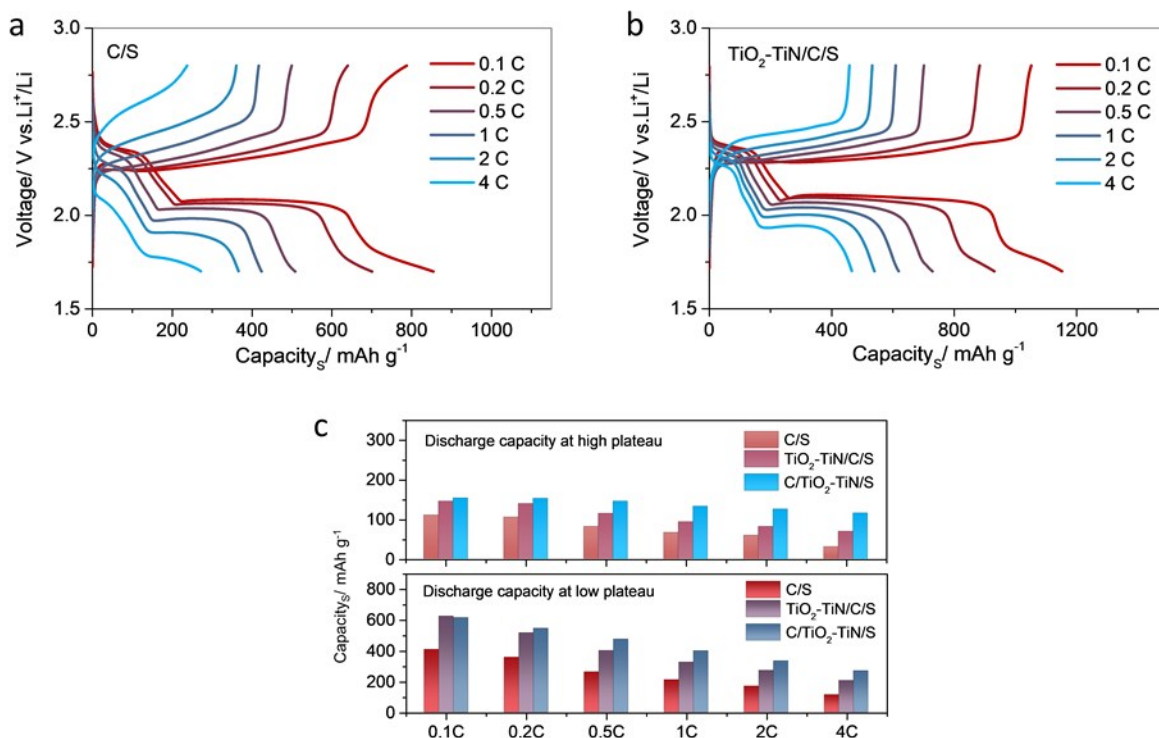 a
C/S
3.0
2.5
2.0
1.5
Voltage/ V vs.Li⁺/Li
0.1 C
0.2 C
0.5 C
1 C
2 C
4 C
0 200 400 600 800 1000
Capacityₛ/ mAh g⁻¹
b
TiO₂-TiN/C/S
3.0
2.5
2.0
1.5
Voltage/ V vs.Li⁺/Li
0.1 C
0.2 C
0.5 C
1 C
2 C
4 C
0 400 800 1200
Capacityₛ/ mAh g⁻¹
c
Discharge capacity at high plateau
C/S
TiO₂-TiN/C/S
C/TiO₂-TiN/S
300
200
100
0
Capacityₛ/ mAh g⁻¹
Discharge capacity at low plateau
C/S
TiO₂-TiN/C/S
C/TiO₂-TiN/S
800
600
400
200
0
0.1C 0.2C 0.5C 1C 2C 4C